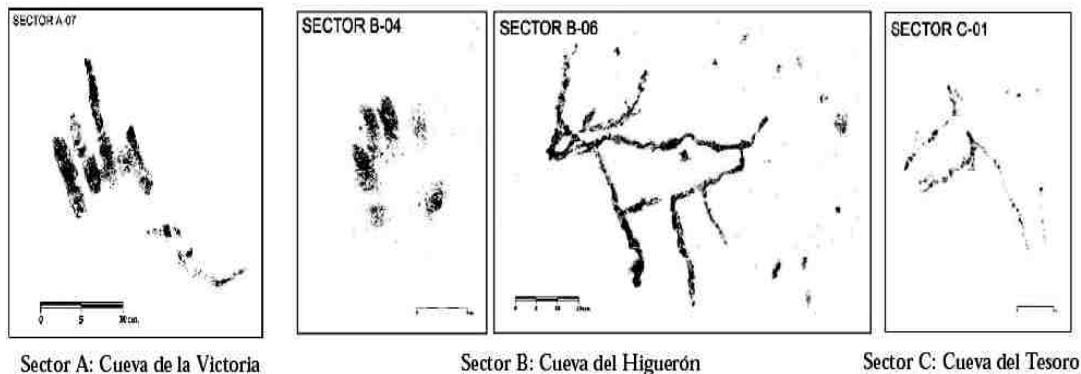 SECTOR A-07
SECTOR B-04
SECTOR B-06
SECTOR C-01
0 5 10 cm.
Sector A: Cueva de la Victoria
Sector B: Cueva del Higuerón
Sector C: Cueva del Tesoro